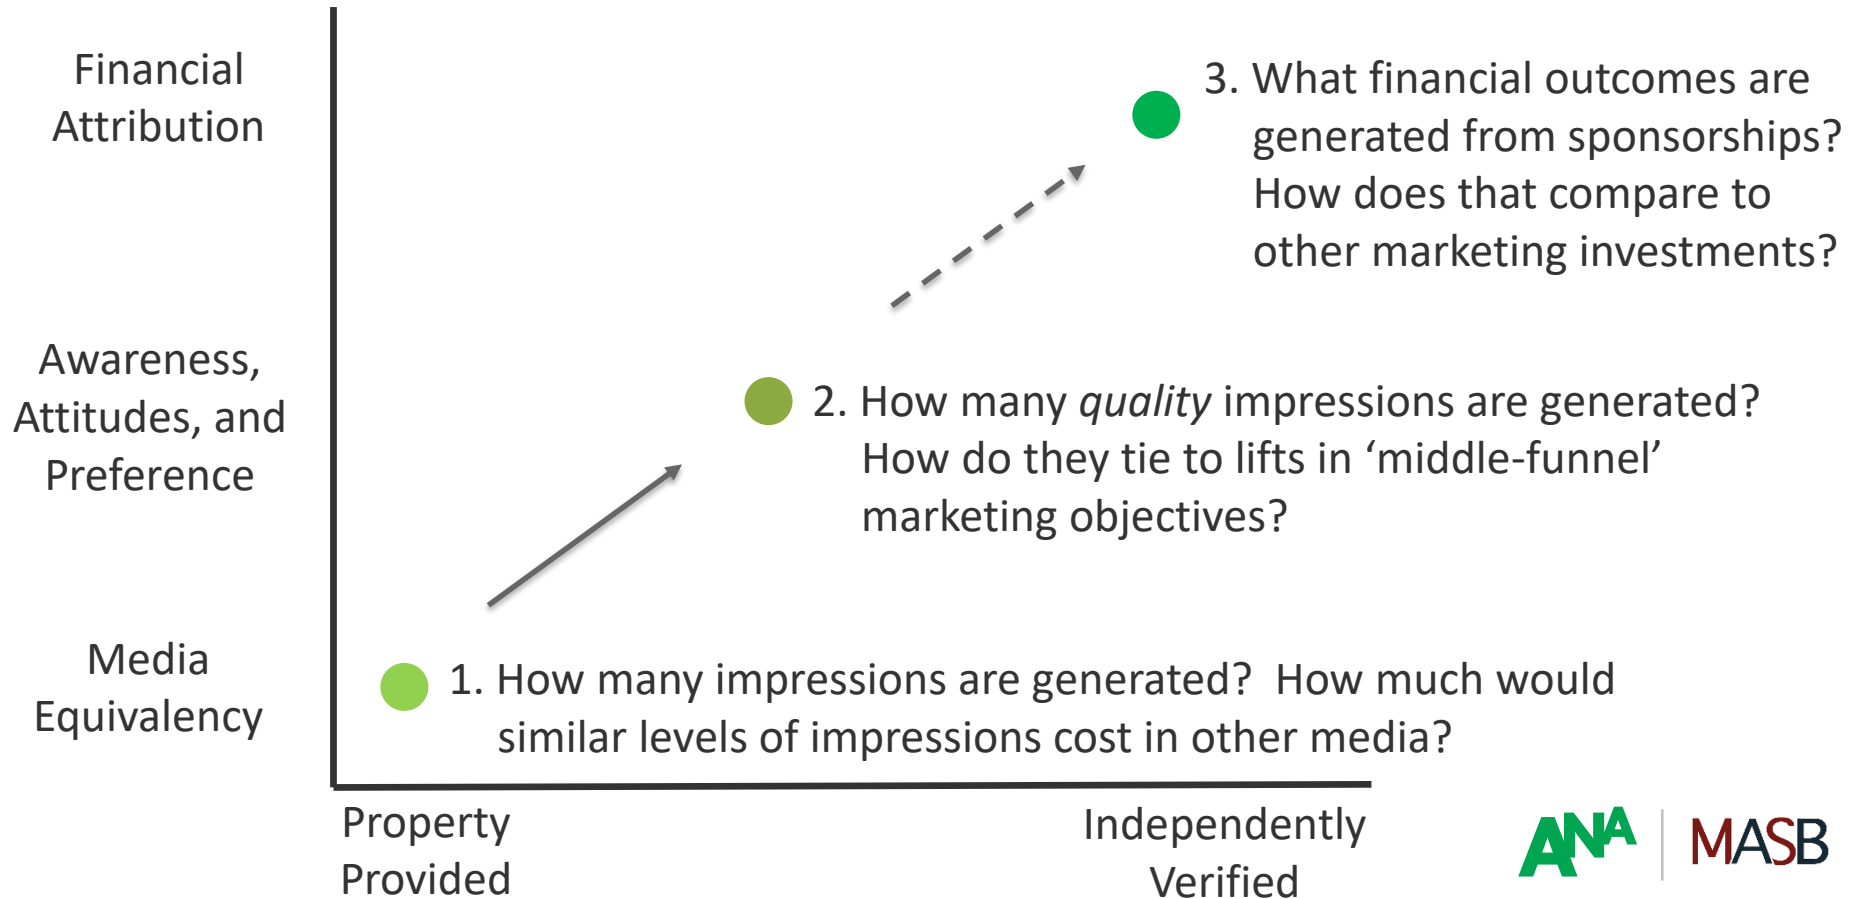 Financial
Attribution
3. What financial outcomes are
generated from sponsorships?
How does that compare to
other marketing investments?
Awareness,
Attitudes, and
Preference
2. How many quality impressions are generated?
How do they tie to lifts in ‘middle-funnel’
marketing objectives?
Media
Equivalency
1. How many impressions are generated?  How much would
similar levels of impressions cost in other media?
Property
Provided
Independently
Verified
ANA
MASB